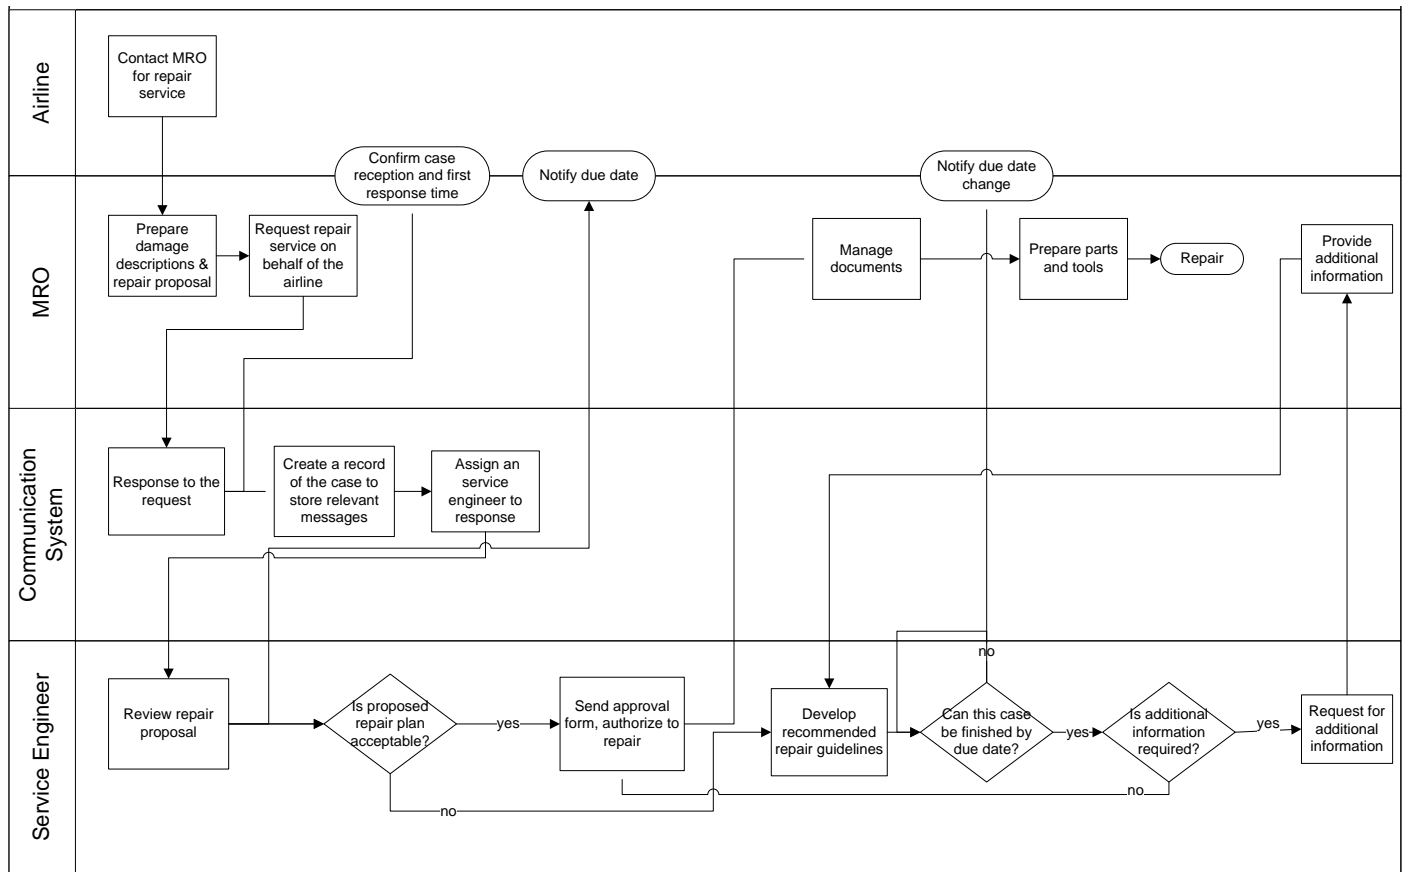 Airline
Contact MRO
for repair
service
Confirm case
reception and first
response time
Notify due date
Notify due date
change
MRO
Prepare
damage
descriptions &
repair proposal
Request repair
service on
behalf of the
airline
Manage
documents
Prepare parts
and tools
Repair
Provide
additional
information
Communication
System
Response to the
request
Create a record
of the case to
store relevant
messages
Assign an
service
engineer to
response
Service Engineer
Review repair
proposal
Is proposed
repair plan
acceptable?
yes
no
Send approval
form, authorize to
repair
Develop
recommended
repair guidelines
no
Can this case
be finished by
due date?
yes
Is additional
information
required?
yes
no
Request for
additional
information